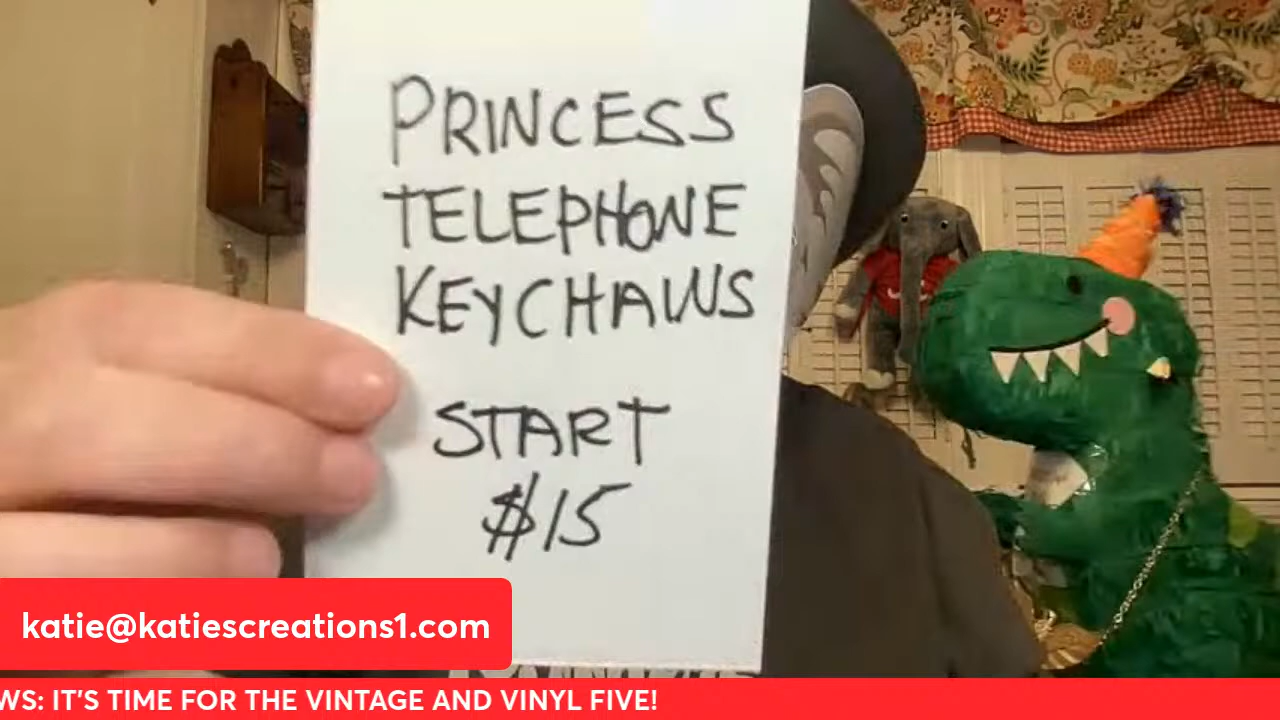 PRINCESS
TELEPHONE
KEYCHAINS
START
$15
katie@katiescreations1.com
WS: IT'S TIME FOR THE VINTAGE AND VINYL FIVE!